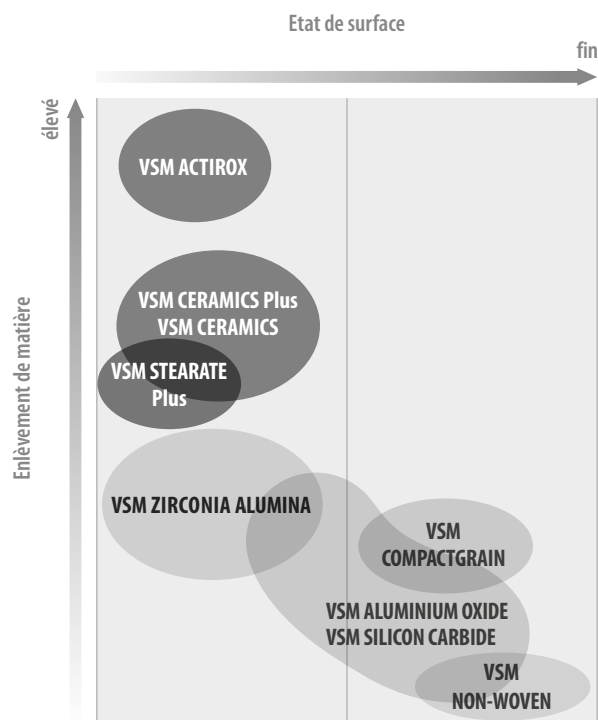 Etat de surface
fin
élevé
Enlèvement de matière
VSM ACTIROX
VSM CERAMICS Plus
VSM CERAMICS
VSM STEARATE
Plus
VSM ZIRCONIA ALUMINA
VSM
COMPACTGRAIN
VSM ALUMINIUM OXIDE
VSM SILICON CARBIDE
VSM
NON-WOVEN